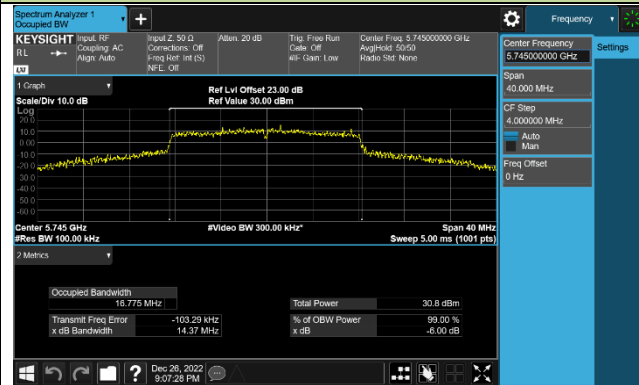 Spectrum Analyzer 1
Occupied BW
Frequency
KEYSIGHT
RL
Input: RF
Coupling: AC
Align: Auto
Input Z: 50 Ω
Corrections: Off
Freq Ref: Int (S)
NFE: Off
Atten: 20 dB
Trig: Free Run
Gate: Off
#IF Gain: Low
Center Freq: 5.745000000 GHz
Avg|Hold: 50/50
Radio Std: None
LXI
1 Graph
Scale/Div 10.0 dB
Ref Lvl Offset 23.00 dB
Ref Value 30.00 dBm
Log
20.0
10.0
0.00
-10.0
-20.0
-30.0
-40.0
-50.0
-60.0
Center 5.745 GHz
#Video BW 300.00 kHz*
Span 40 MHz
#Res BW 100.00 kHz
Sweep 5.00 ms (1001 pts)
2 Metrics
Occupied Bandwidth
16.775 MHz
Total Power 30.8 dBm
Transmit Freq Error -103.29 kHz
% of OBW Power 99.00 %
x dB Bandwidth 14.37 MHz
x dB -6.00 dB
Dec 26, 2022
9:07:28 PM
Center Frequency
5.745000000 GHz
Settings
Span
40.000 MHz
CF Step
4.000000 MHz
Auto
Man
Freq Offset
0 Hz